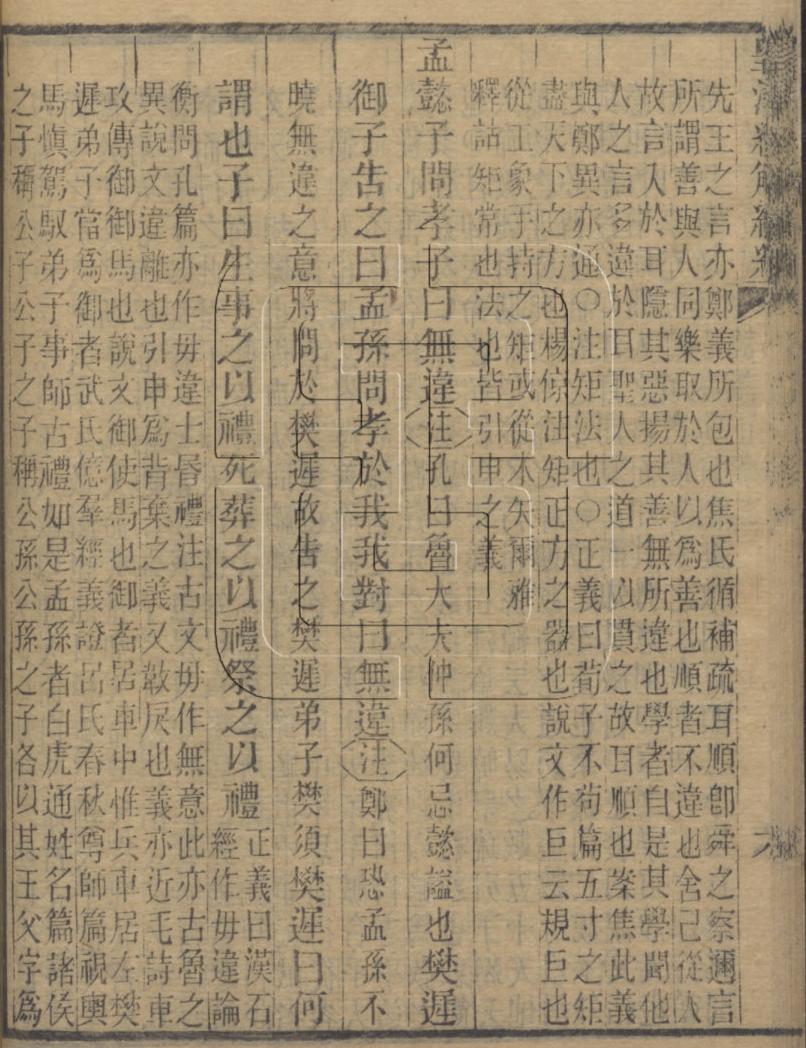 先王之言亦鄭義所包也焦氏循補疏耳順卽舜之察邇言
所謂善與人同樂取於人以爲善也順者不違也舍己從人
故言入於耳隱其惡揚其善無所違也學者自是其學聞他
人之言多違於耳聖人之道一以貫之故耳順也案焦此義
與鄭異亦通○注矩法也○正義曰荀子不苟篇五寸之矩
盡天下之方也楊倞注矩正方之器也說文作巨云規巨也
從工象手持之矩或從木矢爾雅
釋詁矩常也法也皆引申之義
孟懿子問孝子曰無違注孔曰魯大夫仲孫何忌懿謚也樊遲
御子告之曰孟孫問孝於我我對曰無違注鄭曰恐孟孫不
曉無違之意將問於樊遲故告之樊遲弟子樊須樊遲曰何
謂也子曰生事之以禮死葬之以禮祭之以禮
正義曰漢石
經作毋違論
衡問孔篇亦作毋違士昏禮注古文毋作無意此亦古魯之
異說文違離也引申爲背棄之義又敼戾也義亦近毛詩車
攻傳御御馬也說文御使馬也御者居車中惟兵車居左樊
遲弟子當爲御者武氏億羣經義證呂氏春秋尊師篇視輿
馬愼駕馭弟子事師古禮如是孟孫者白虎通姓名篇諸侯
之子稱公子公子之子稱公孫公孫之子各以其王父字爲